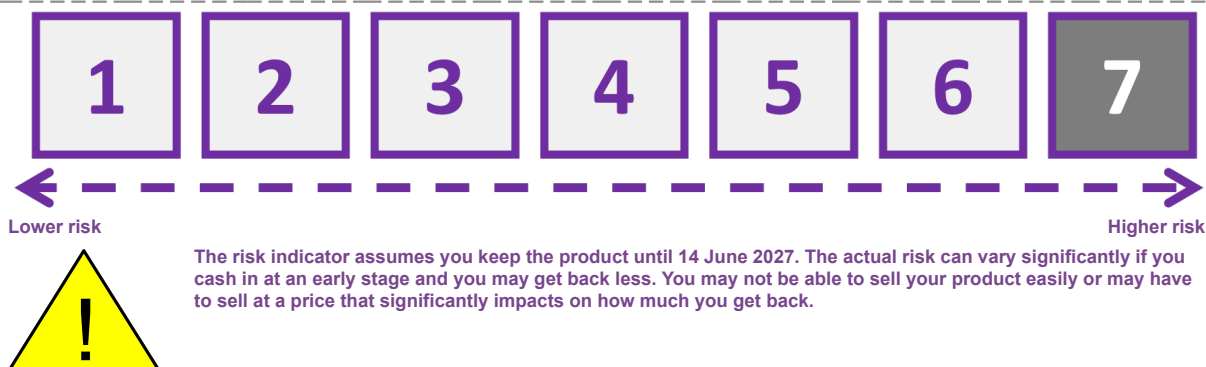 1 2 3 4 5 6 7
Lower risk Higher risk
The risk indicator assumes you keep the product until 14 June 2027. The actual risk can vary significantly if you
cash in at an early stage and you may get back less. You may not be able to sell your product easily or may have
to sell at a price that significantly impacts on how much you get back.
!